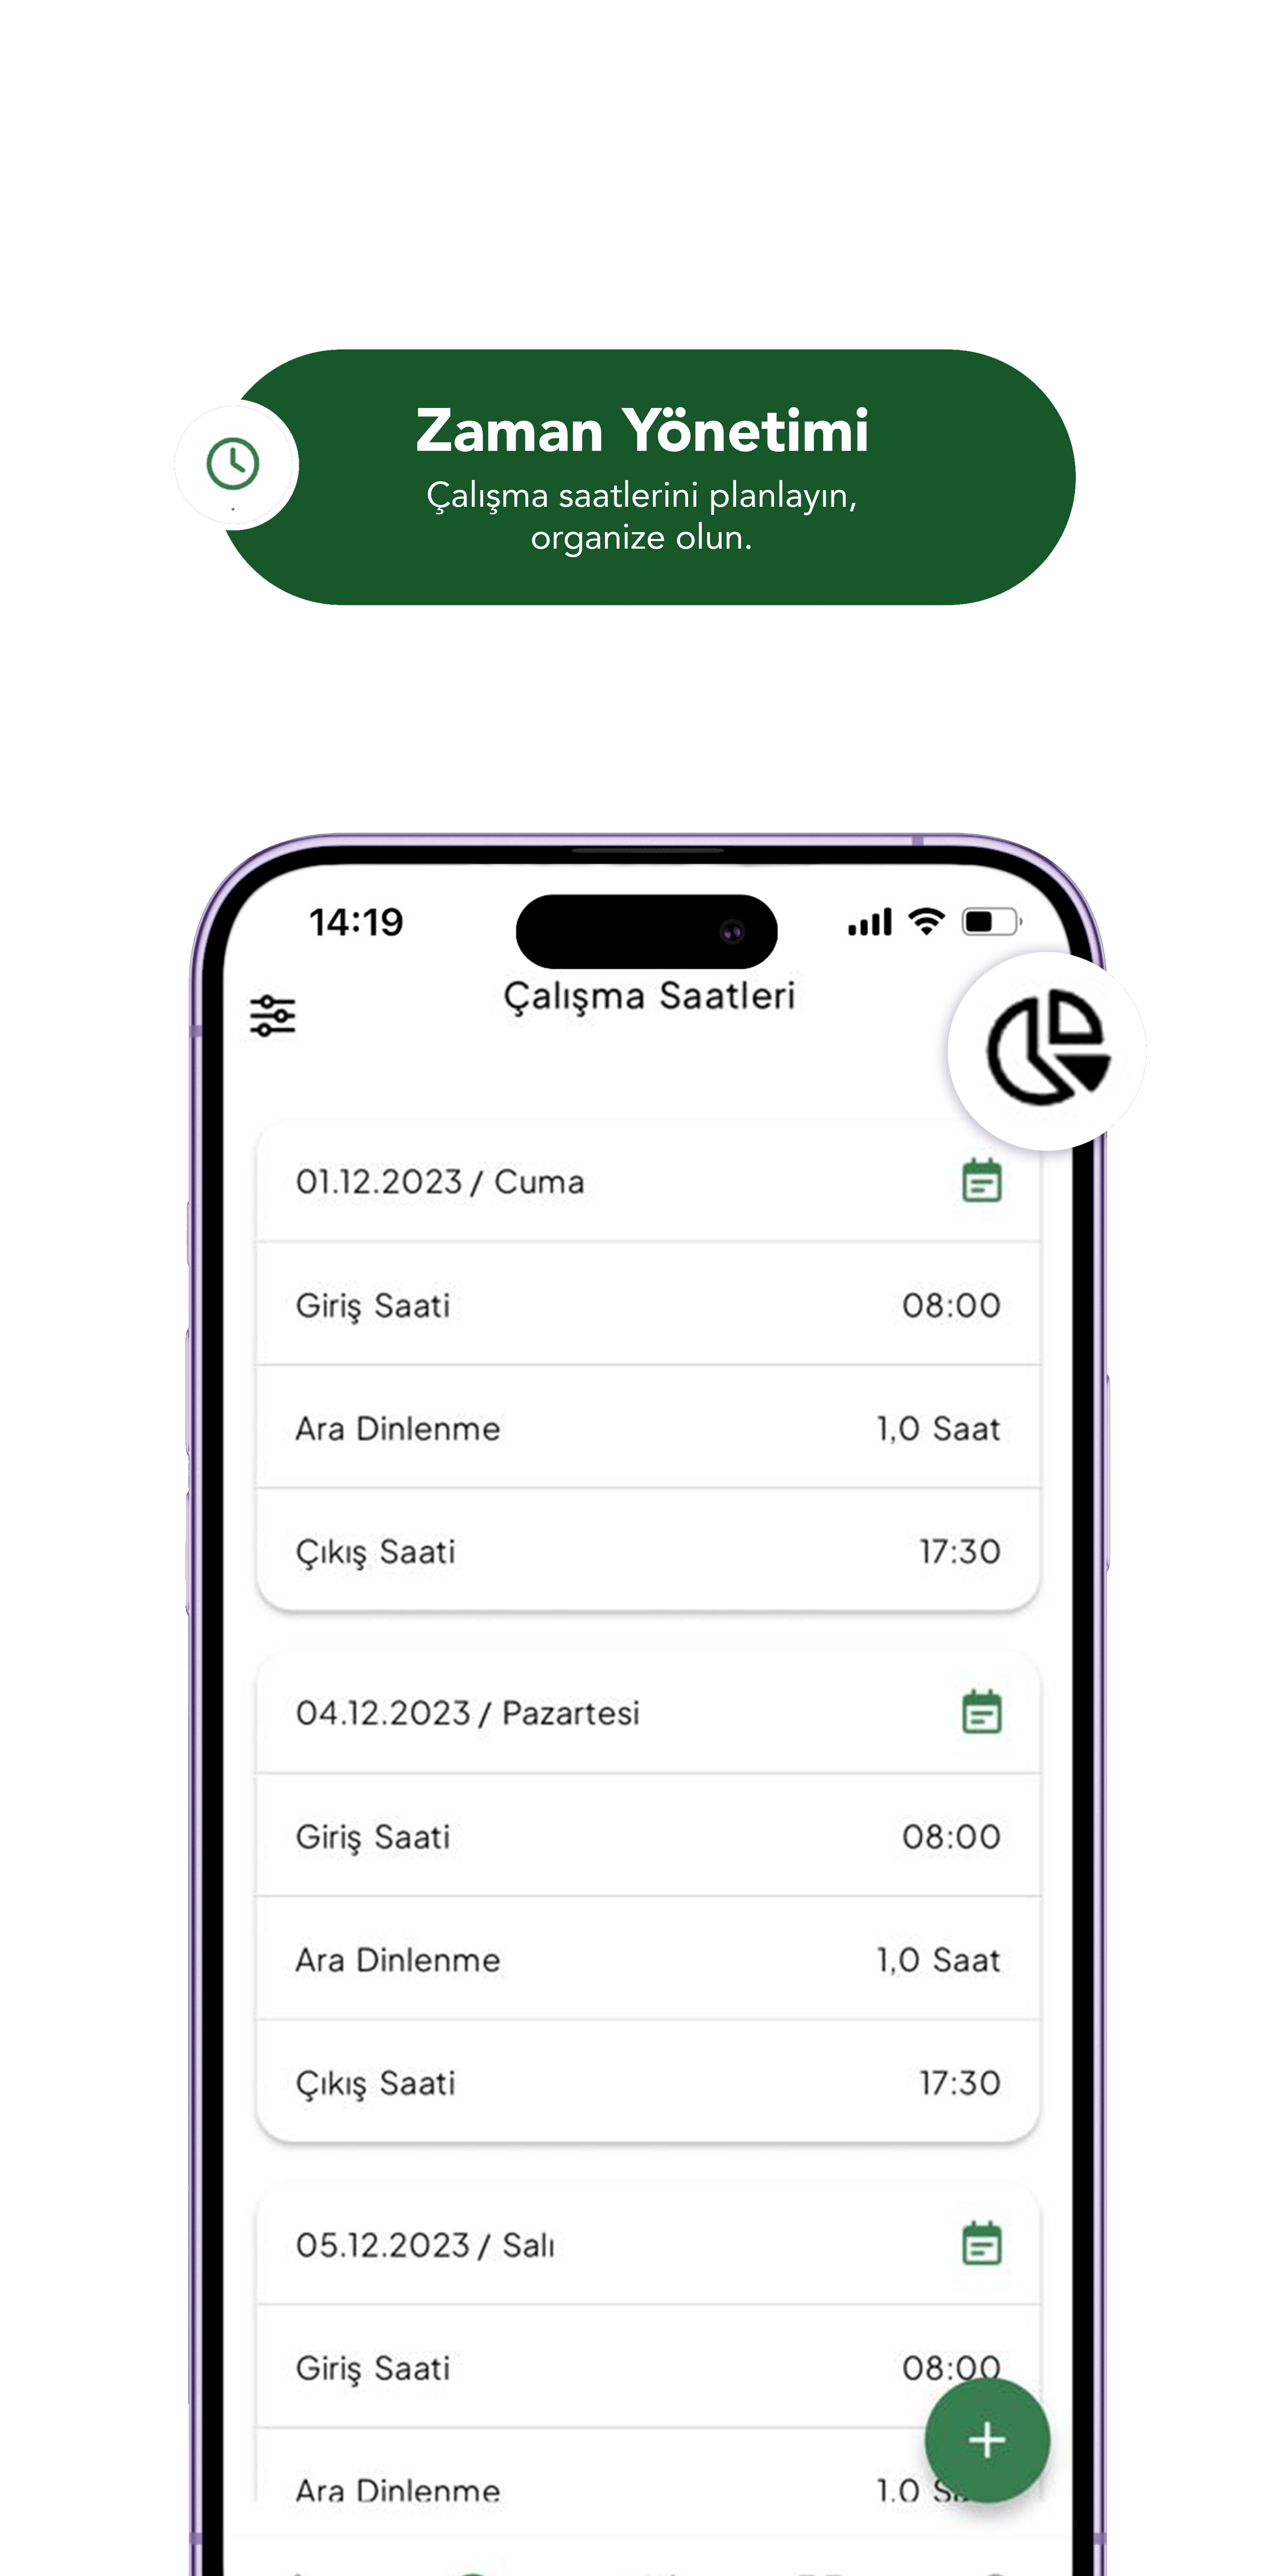 Zaman Yönetimi
Çalışma saatlerini planlayın,
organize olun.
14:19
Çalışma Saatleri
01.12.2023 / Cuma
Giriş Saati 08:00
Ara Dinlenme 1,0 Saat
Çıkış Saati 17:30
04.12.2023 / Pazartesi
Giriş Saati 08:00
Ara Dinlenme 1,0 Saat
Çıkış Saati 17:30
05.12.2023 / Salı
Giriş Saati 08:00
Ara Dinlenme 1,0